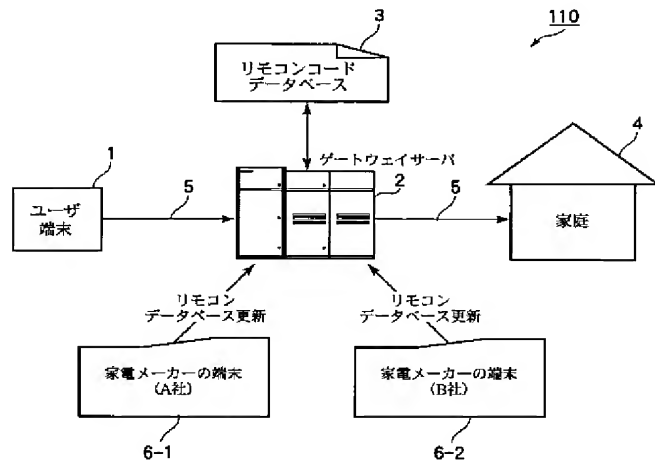 3
110
リモンコード
データベース
4
1
ゲートウェイサーバ
2
5
5
ユーザ
端末
家庭
リモコン
データベース更新
リモコン
データベース更新
家電メーカーの端末
(A社)
家電メーカーの端末
(B社)
6-1
6-2